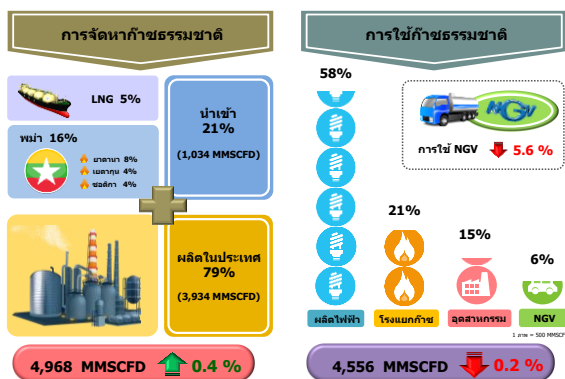 การจัดหาก๊าซธรรมชาติ
LNG 5%
พม่า 16%
ยาดานา 8%
เยตากุน 4%
ซอติกา 4%
นำเข้า
21%
(1,034 MMSCFD)
ผลิตในประเทศ
79%
(3,934 MMSCFD)
4,968 MMSCFD 0.4 %
การใช้ก๊าซธรรมชาติ
58%
NGV
การใช้ NGV 5.6 %
21%
15%
6%
ผลิตไฟฟ้า
โรงแยกก๊าซ
อุตสาหกรรม
NGV
1 ภาพ = 500 MMSCF
4,556 MMSCFD 0.2 %